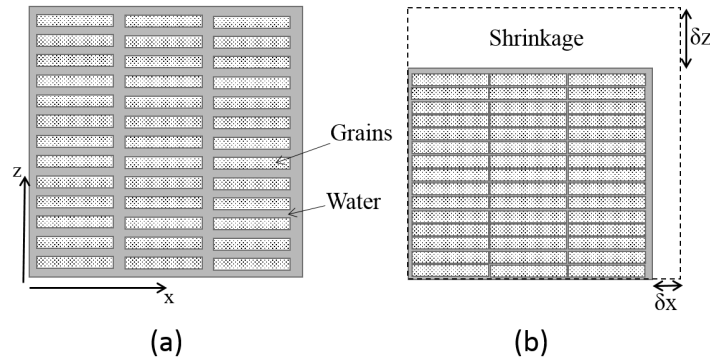 Shrinkage
δz
Grains
Water
z
x
δx
(a)
(b)